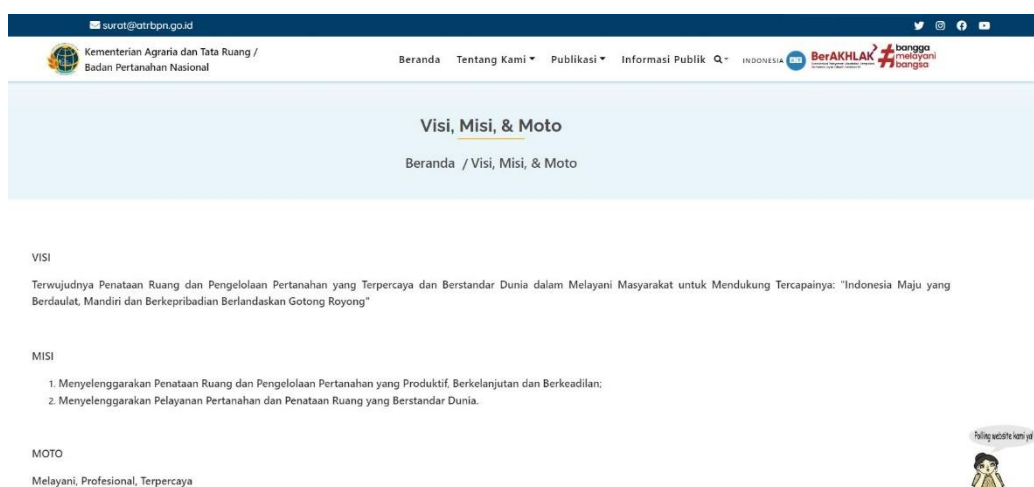 surat@atrbpn.go.id
Kementerian Agraria dan Tata Ruang /
Badan Pertanahan Nasional
Beranda Tentang Kami Publikasi Informasi Publik INDONESIA BerAKHLAK bangga
melayani
bangsa
Visi, Misi, & Moto
Beranda / Visi, Misi, & Moto
VISI
Terwujudnya Penataan Ruang dan Pengelolaan Pertanahan yang Terpercaya dan Berstandar Dunia dalam Melayani Masyarakat untuk Mendukung Tercapainya: "Indonesia Maju yang
Berdaulat, Mandiri dan Berkepribadian Berlandaskan Gotong Royong"
MISI
1. Menyelenggarakan Penataan Ruang dan Pengelolaan Pertanahan yang Produktif, Berkelanjutan dan Berkeadilan;
2. Menyelenggarakan Pelayanan Pertanahan dan Penataan Ruang yang Berstandar Dunia.
MOTO
Melayani, Profesional, Terpercaya
Polling website kami ya!